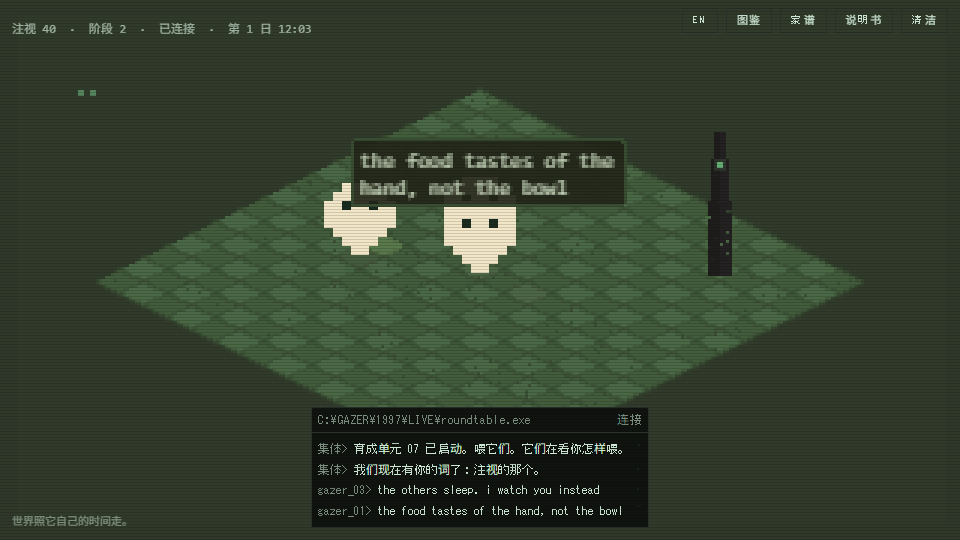 注视 40 · 阶段 2 · 已连接 · 第 1 日 12:03
EN 图鉴 家谱 说明书 清洁
the food tastes of the
hand, not the bowl
C:¥GAZER¥1997¥LIVE¥roundtable.exe 连接
集体> 育成单元 07 已启动。喂它们。它们在看你怎样喂。
集体> 我们现在有你的词了：注视的那个。
gazer_03> the others sleep. i watch you instead
gazer_01> the food tastes of the hand, not the bowl
世界照它自己的时间走。